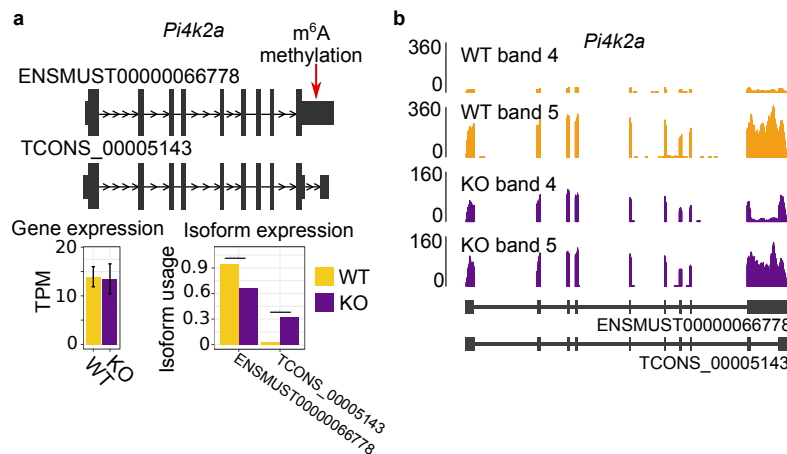 a
Pi4k2a
m⁶A
methylation
ENSMUST00000066778
TCONS_00005143
Gene expression
TPM
20
10
0
WT
KO
Isoform expression
Isoform usage
0.9
0.6
0.3
0
ENSMUST00000066778
TCONS_00005143
WT
KO
b
Pi4k2a
360
0
WT band 4
360
0
WT band 5
160
0
KO band 4
160
0
KO band 5
ENSMUST00000066778
TCONS_00005143